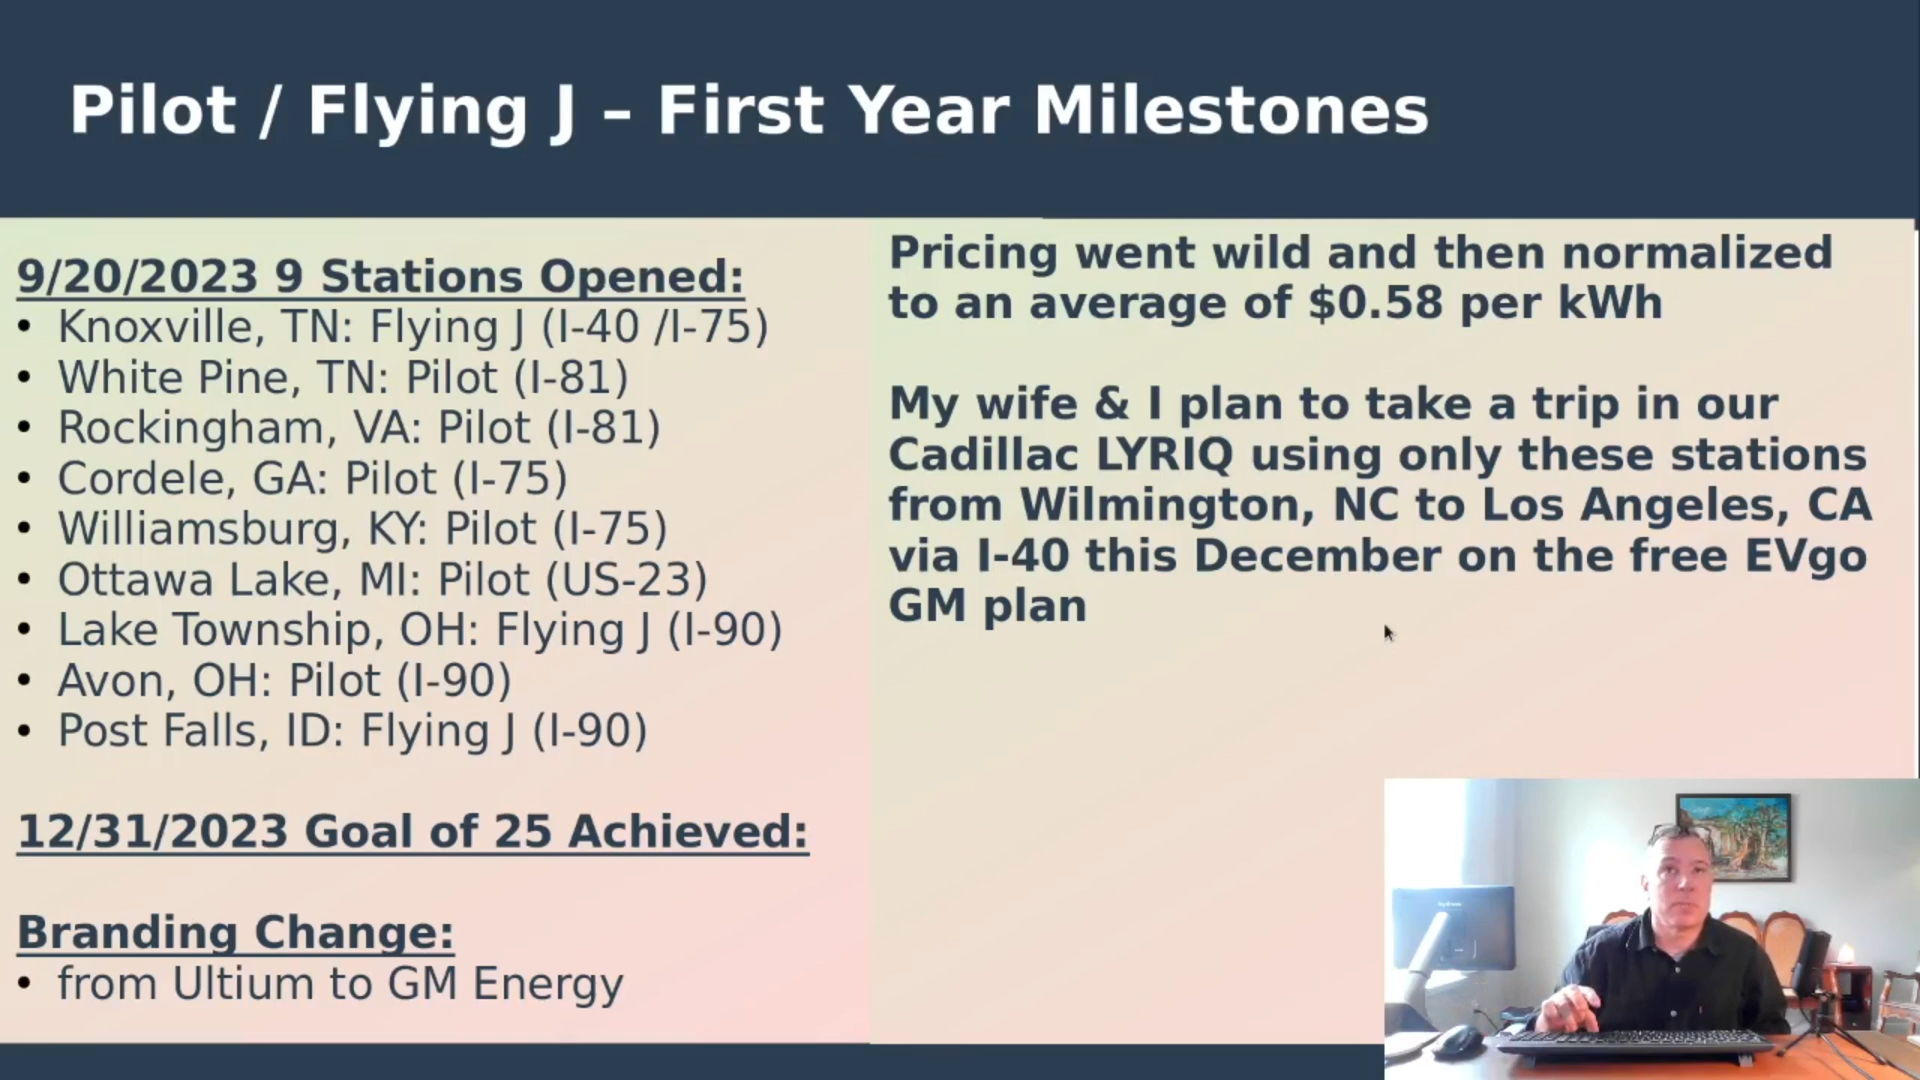 Pilot / Flying J – First Year Milestones
9/20/2023 9 Stations Opened:
• Knoxville, TN: Flying J (I-40 /I-75)
• White Pine, TN: Pilot (I-81)
• Rockingham, VA: Pilot (I-81)
• Cordele, GA: Pilot (I-75)
• Williamsburg, KY: Pilot (I-75)
• Ottawa Lake, MI: Pilot (US-23)
• Lake Township, OH: Flying J (I-90)
• Avon, OH: Pilot (I-90)
• Post Falls, ID: Flying J (I-90)
12/31/2023 Goal of 25 Achieved:
Branding Change:
• from Ultium to GM Energy
Pricing went wild and then normalized
to an average of $0.58 per kWh
My wife & I plan to take a trip in our
Cadillac LYRIQ using only these stations
from Wilmington, NC to Los Angeles, CA
via I-40 this December on the free EVgo
GM plan